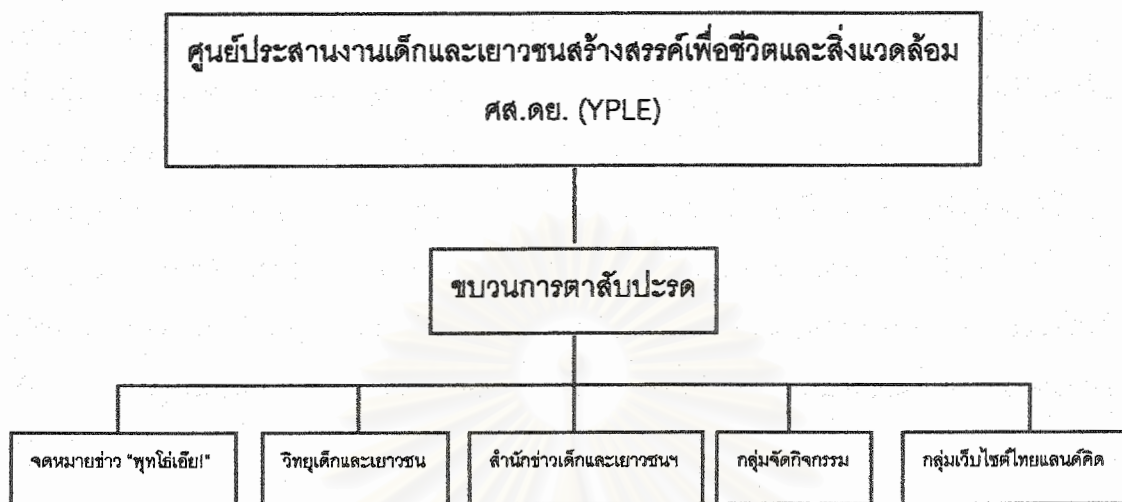 ศูนย์ประสานงานเด็กและเยาวชนสร้างสรรค์เพื่อชีวิตและสิ่งแวดล้อม
ศส.ดย. (YPLE)
ขบวนการตาสับปะรด
จดหมายข่าว "พุทโธ่เอ๊ย!"
วิทยุเด็กและเยาวชน
สำนักข่าวเด็กและเยาวชนฯ
กลุ่มจัดกิจกรรม
กลุ่มเว็บไซต์ไทยแลนด์คิด